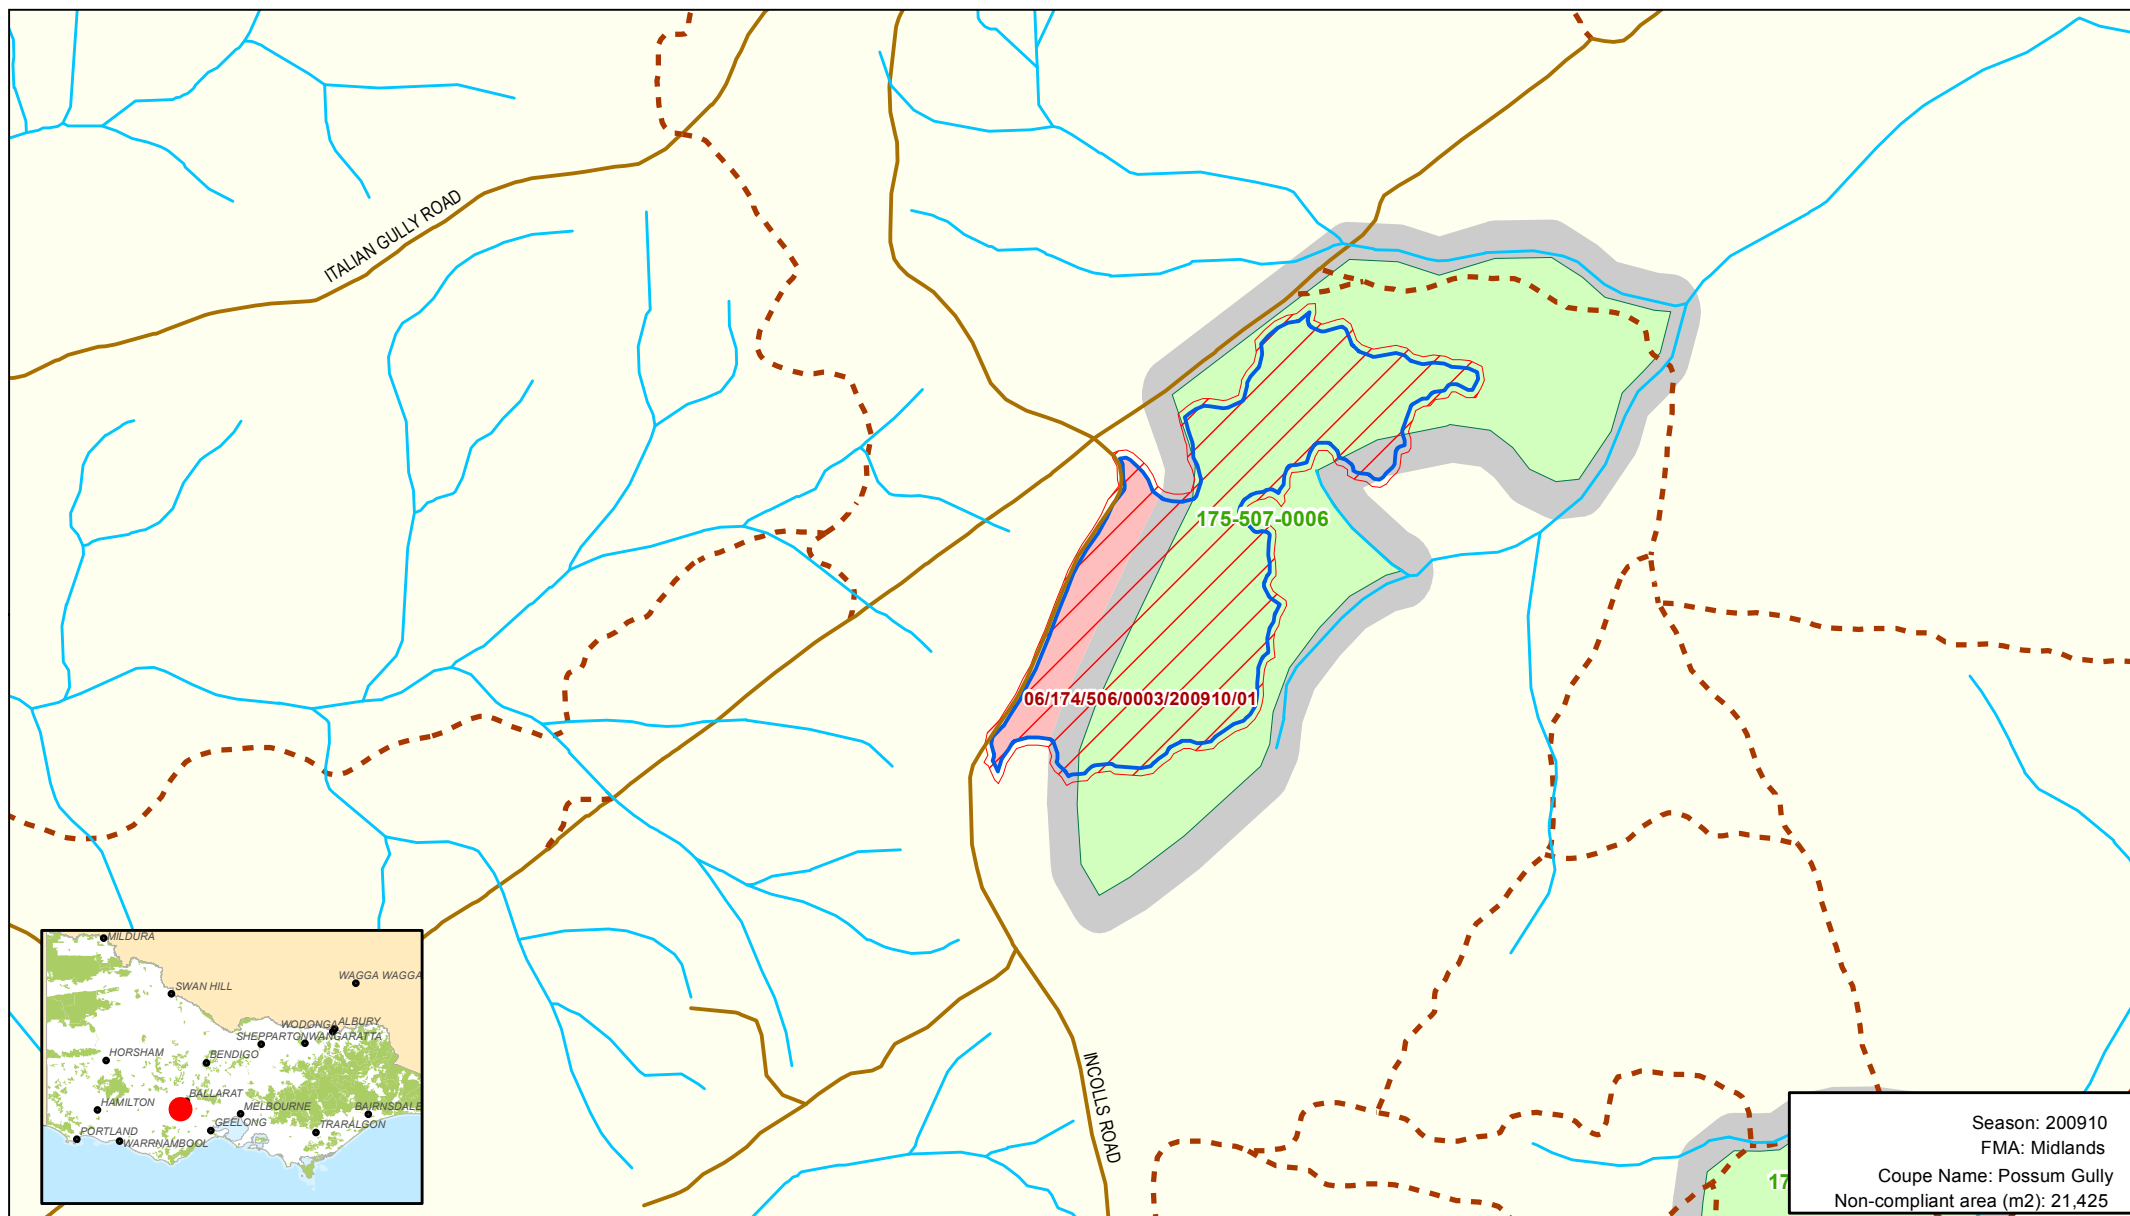 ITALIAN GULLY ROAD
175-507-0006
06/174/506/0003/200910/01
INCOLLS ROAD
MILDURA
SWAN HILL
WAGGA WAGGA
WODONGA
ALBURY
SHEPPARTON
WANGARATTA
HORSHAM
BENDIGO
BALLARAT
HAMILTON
MELBOURNE
BAIRNSDALE
GEELONG
TRARALGON
PORTLAND
WARRNAMBOOL
17
Season: 200910
FMA: Midlands
Coupe Name: Possum Gully
Non-compliant area (m2): 21,425